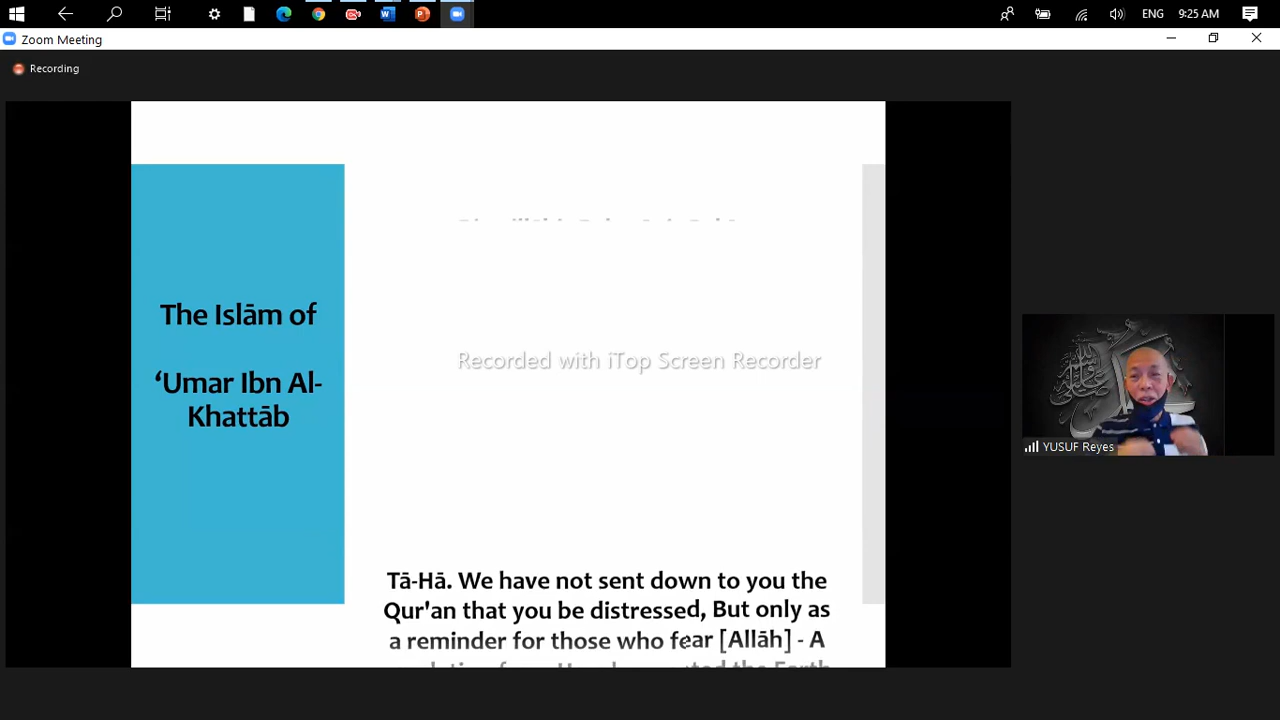 ENG
9:25 AM
Zoom Meeting
Recording
The Islām of
‘Umar Ibn Al-
Khattāb
Recorded with iTop Screen Recorder
Tā-Hā. We have not sent down to you the
Qur'an that you be distressed, But only as
a reminder for those who fear [Allāh] - A
the Earth
YUSUF Reyes